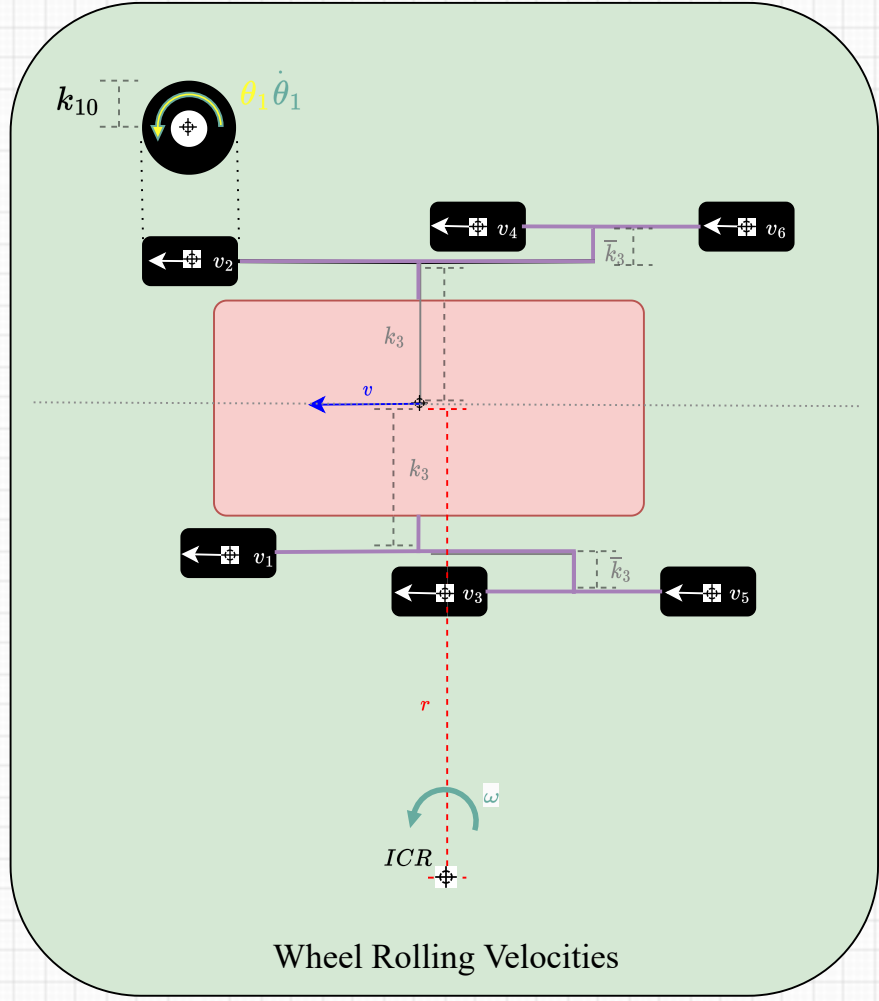 k₁₀
θ₁ θ̇₁
v₄
v₆
v₂
k̅₃
k₃
v
k₃
v₁
k̅₃
v₃
v₅
r
ω
ICR
Wheel Rolling Velocities